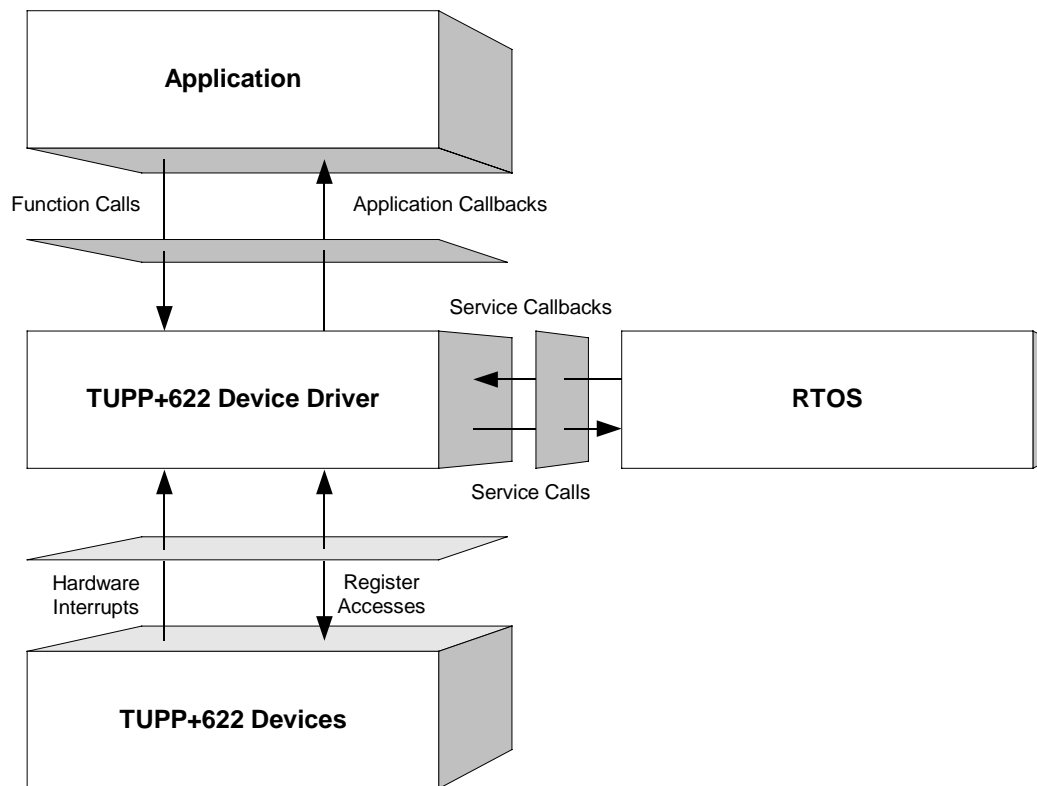 Application
Function Calls
Application Callbacks
Service Callbacks
TUPP+622 Device Driver
RTOS
Service Calls
Hardware
Interrupts
Register
Accesses
TUPP+622 Devices